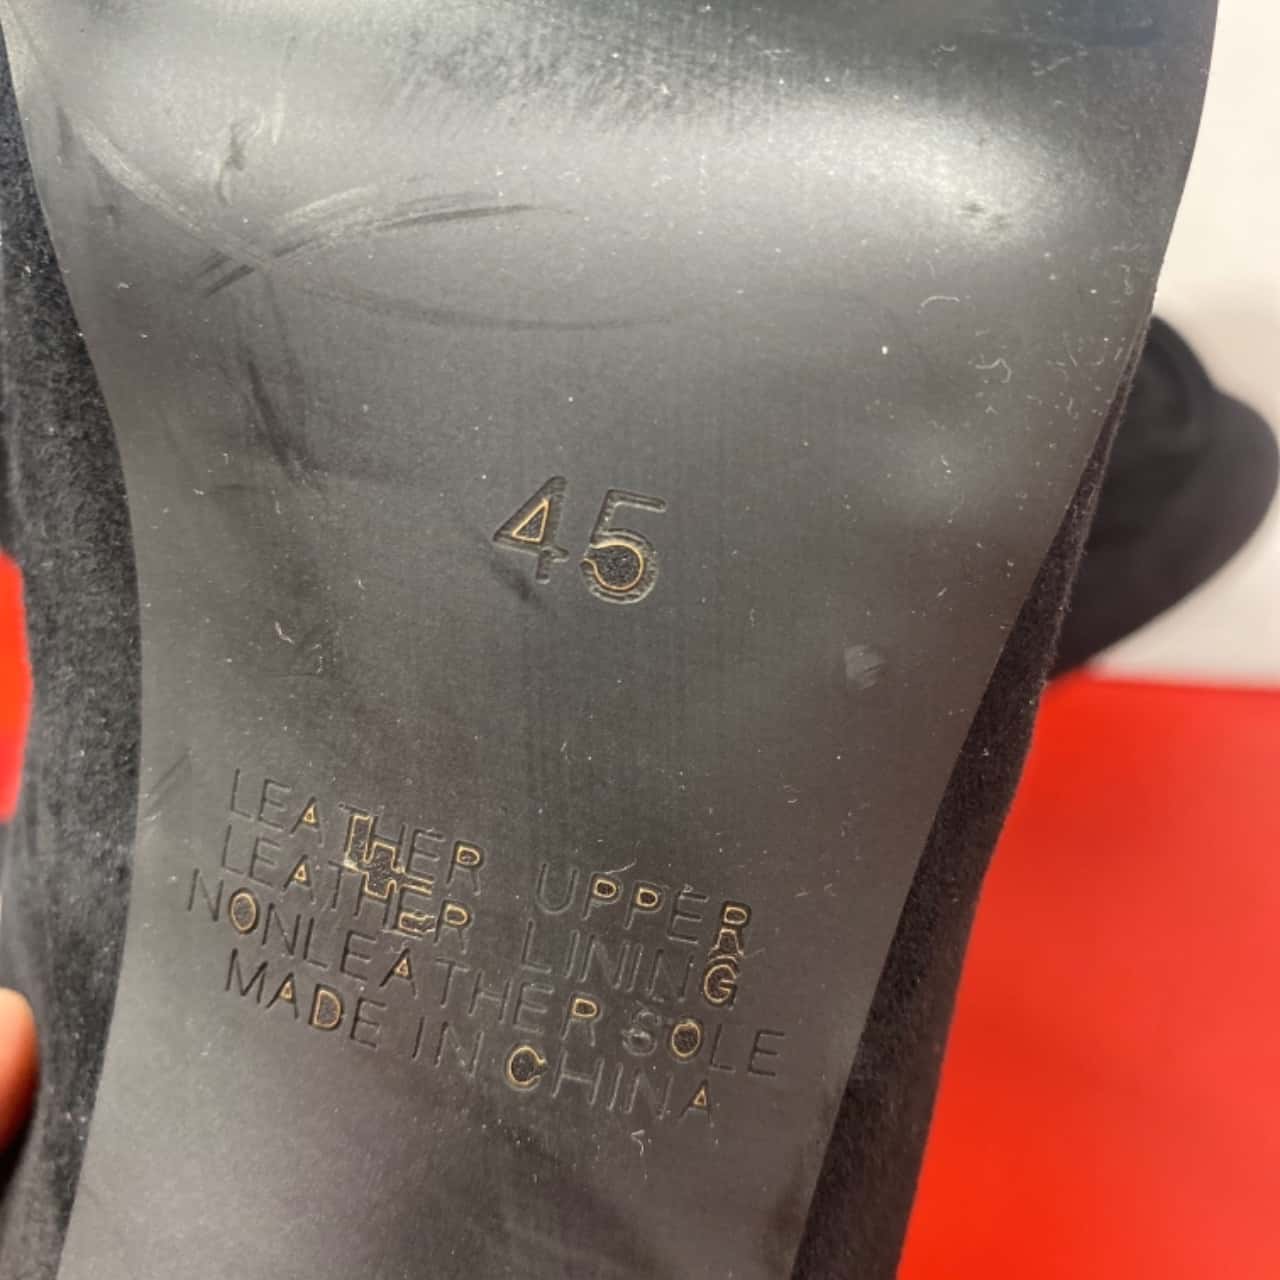 45
LEATHER UPPER
LEATHER LINING
NONLEATHER SOLE
MADE IN CHINA